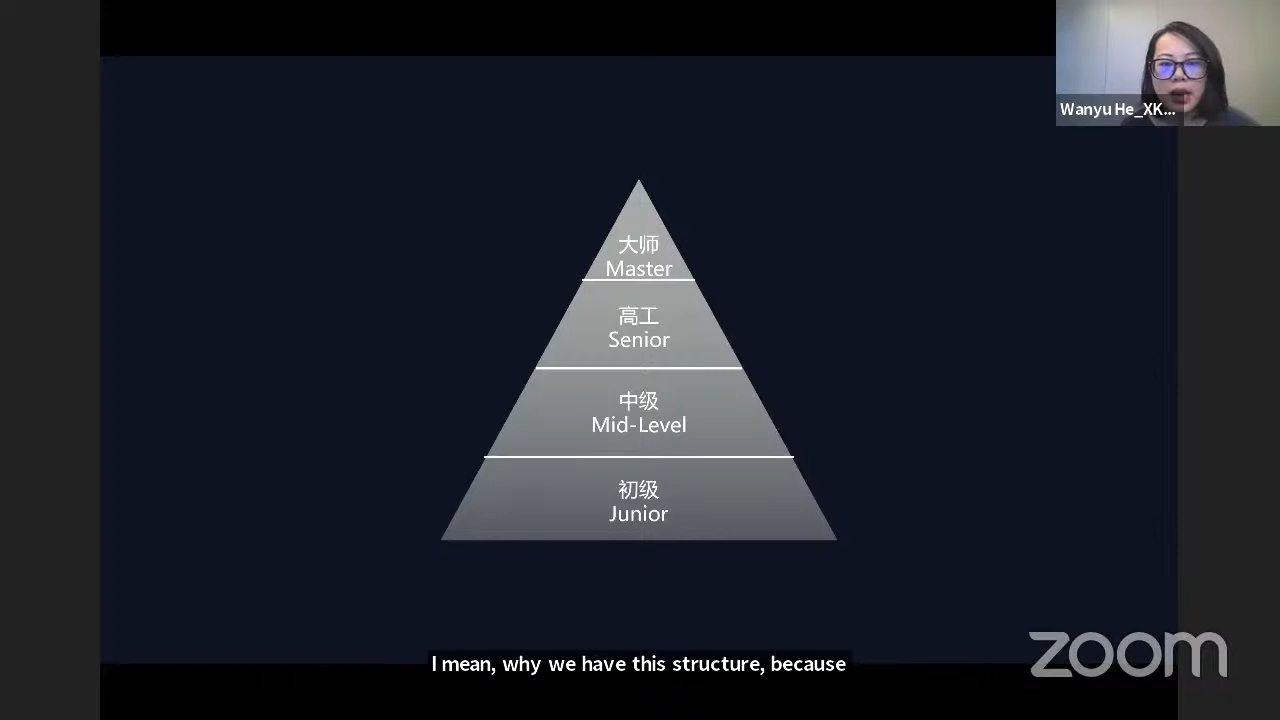 Wanyu He_XK...
大师
Master
高工
Senior
中级
Mid-Level
初级
Junior
I mean, why we have this structure, because
zoom